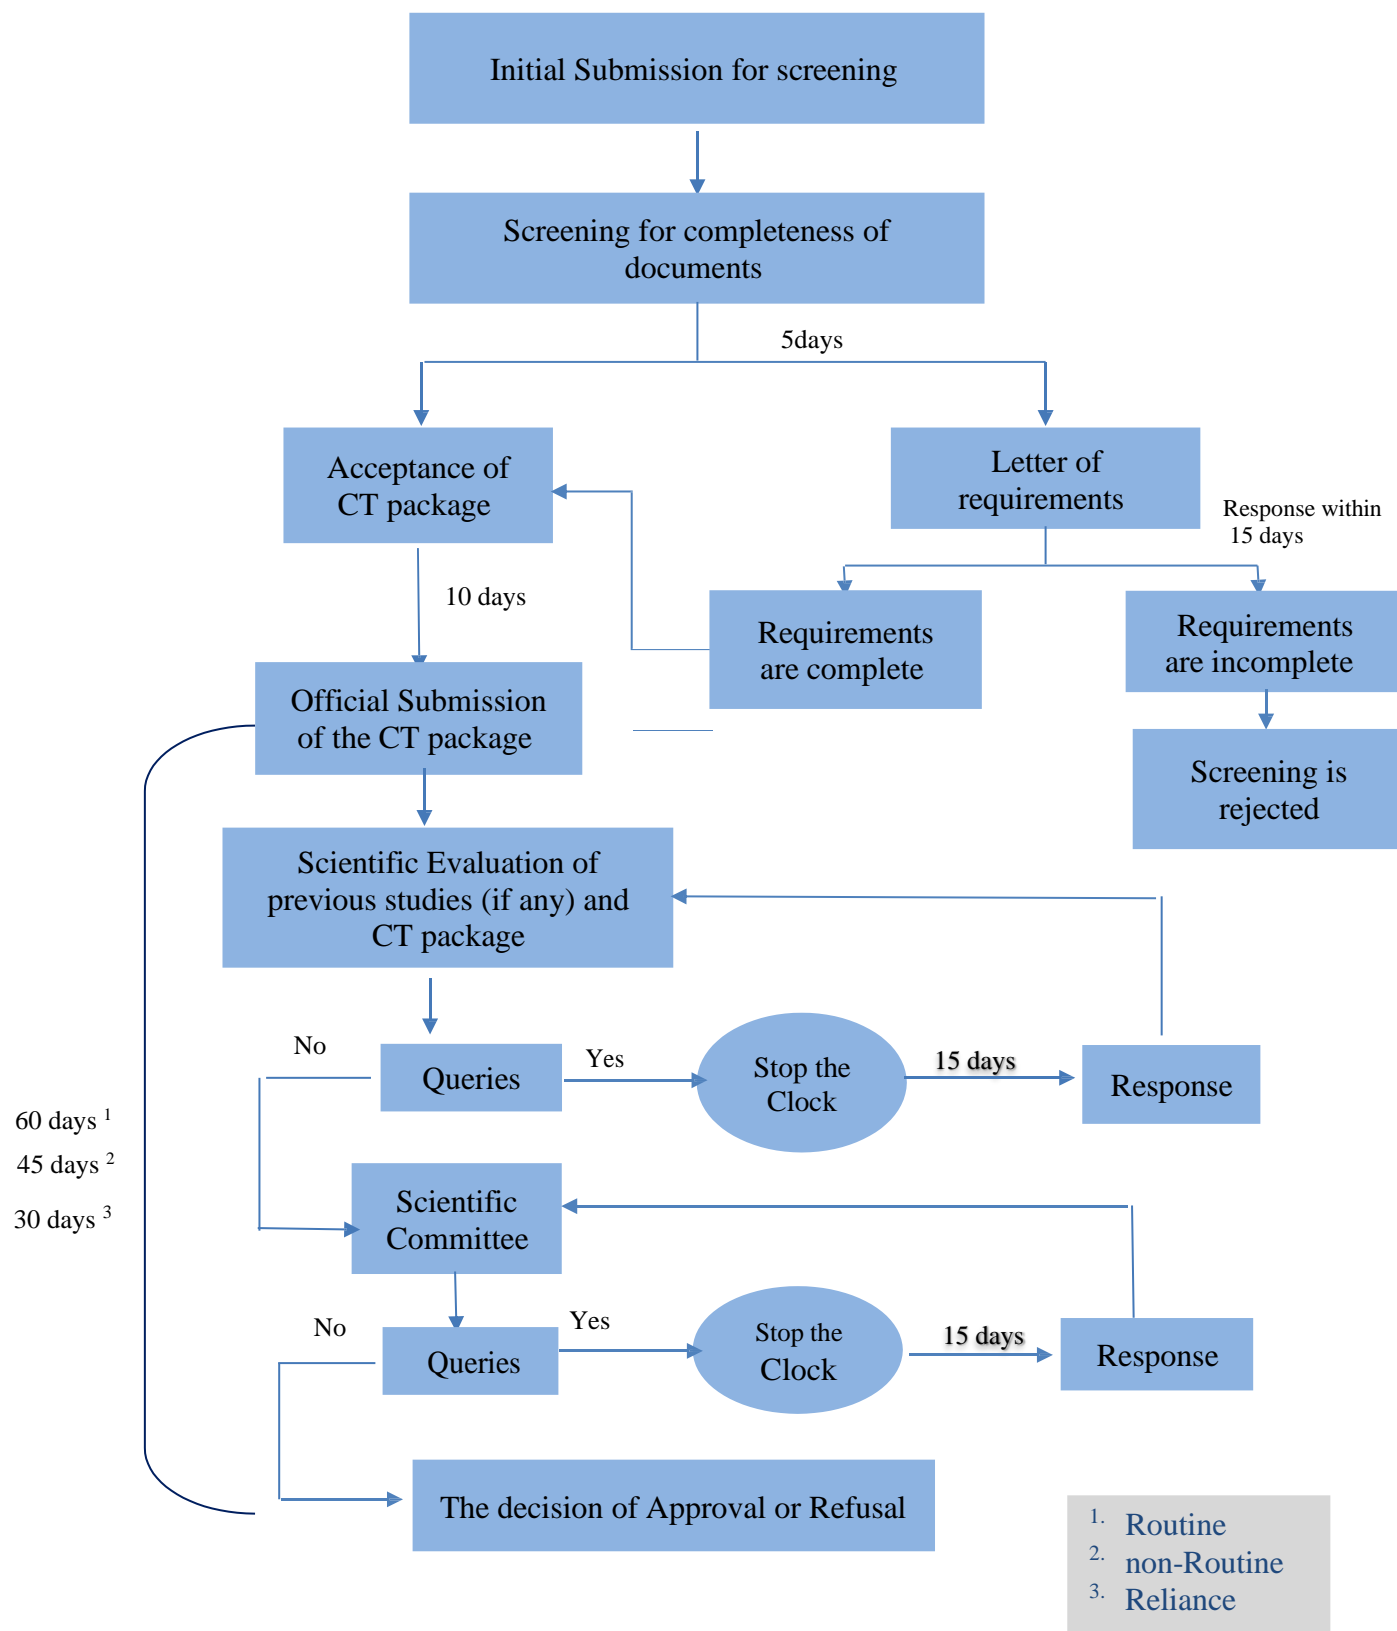 Initial Submission for screening
Screening for completeness of
documents
5days
Acceptance of
CT package
Letter of
requirements
Response within
15 days
10 days
Requirements
are complete
Requirements
are incomplete
Official Submission
of the CT package
Screening is
rejected
Scientific Evaluation of
previous studies (if any) and
CT package
No
Queries
Yes
Stop the
Clock
15 days
Response
60 days 1
45 days 2
30 days 3
Scientific
Committee
No
Queries
Yes
Stop the
Clock
15 days
Response
The decision of Approval or Refusal
1. Routine
2. non-Routine
3. Reliance